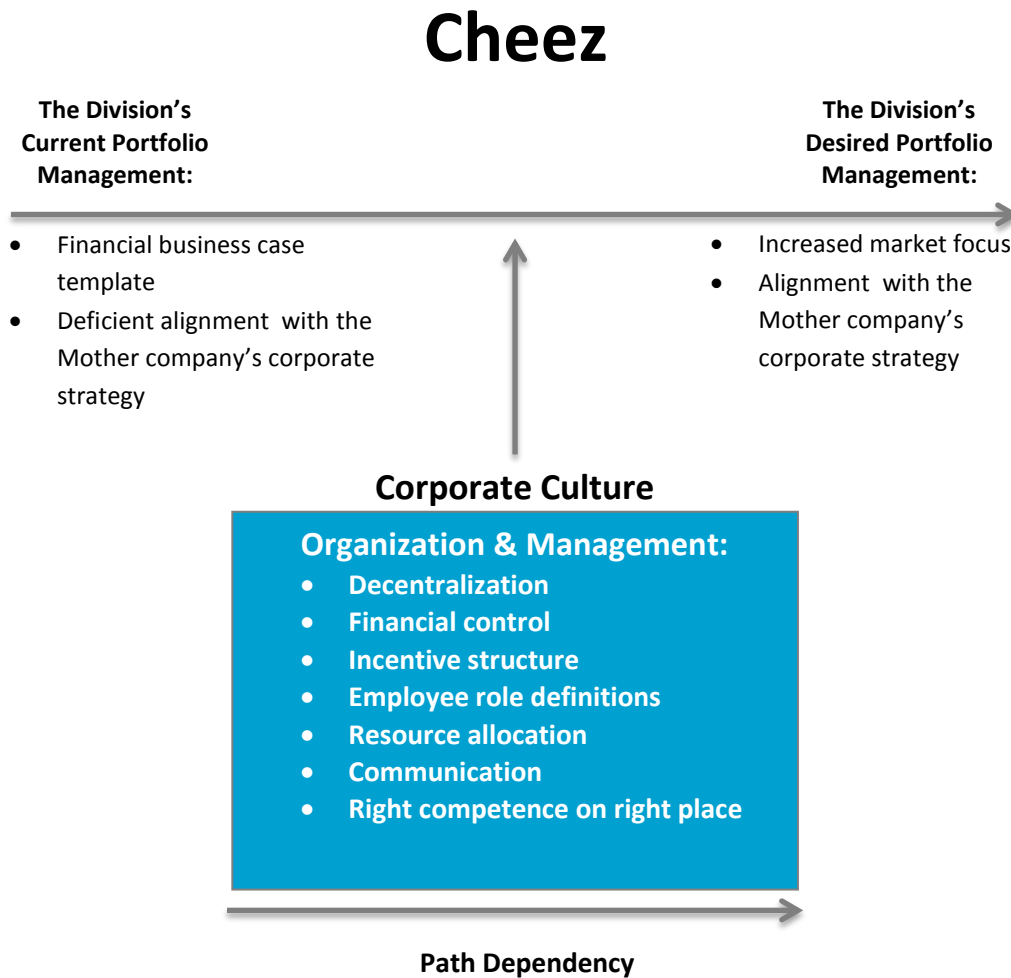 Cheez
The Division's
Current Portfolio
Management:
The Division's
Desired Portfolio
Management:
• Financial business case
template
• Deficient alignment with the
Mother company's corporate
strategy
• Increased market focus
• Alignment with the
Mother company's
corporate strategy
Corporate Culture
Organization & Management:
• Decentralization
• Financial control
• Incentive structure
• Employee role definitions
• Resource allocation
• Communication
• Right competence on right place
Path Dependency